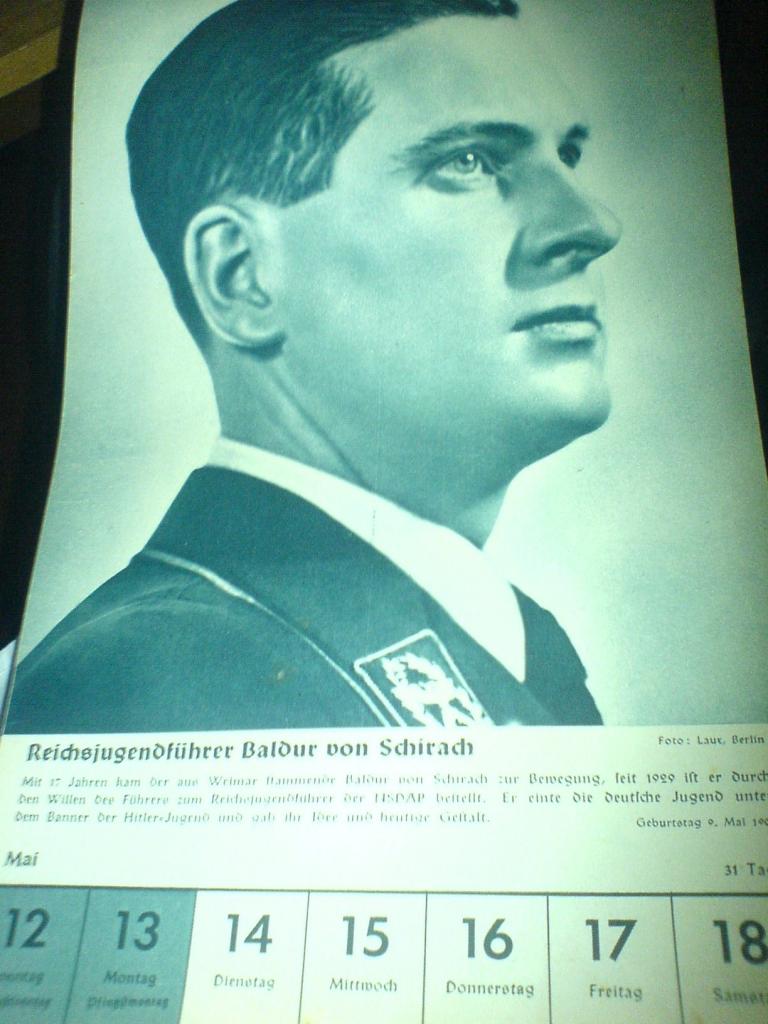 Reichsjugendführer Baldur von Schirach
Foto: Laux, Berlin
Mit 17 Jahren kam der aus Weimar stammende Baldur von Schirach zur Bewegung, seit 1929 ist er durch
den Willen des Führers zum Reichsjugendführer der NSDAP bestellt. Er einte die deutsche Jugend unte
dem Banner der Hitler-Jugend und gab ihr Idee und heutige Gestalt.
Geburtstag 9. Mai 190
Mai
31 Ta
12 13 14 15 16 17 18
Montag Dienstag Mittwoch Donnerstag Freitag Samsta
Pfingstmontag